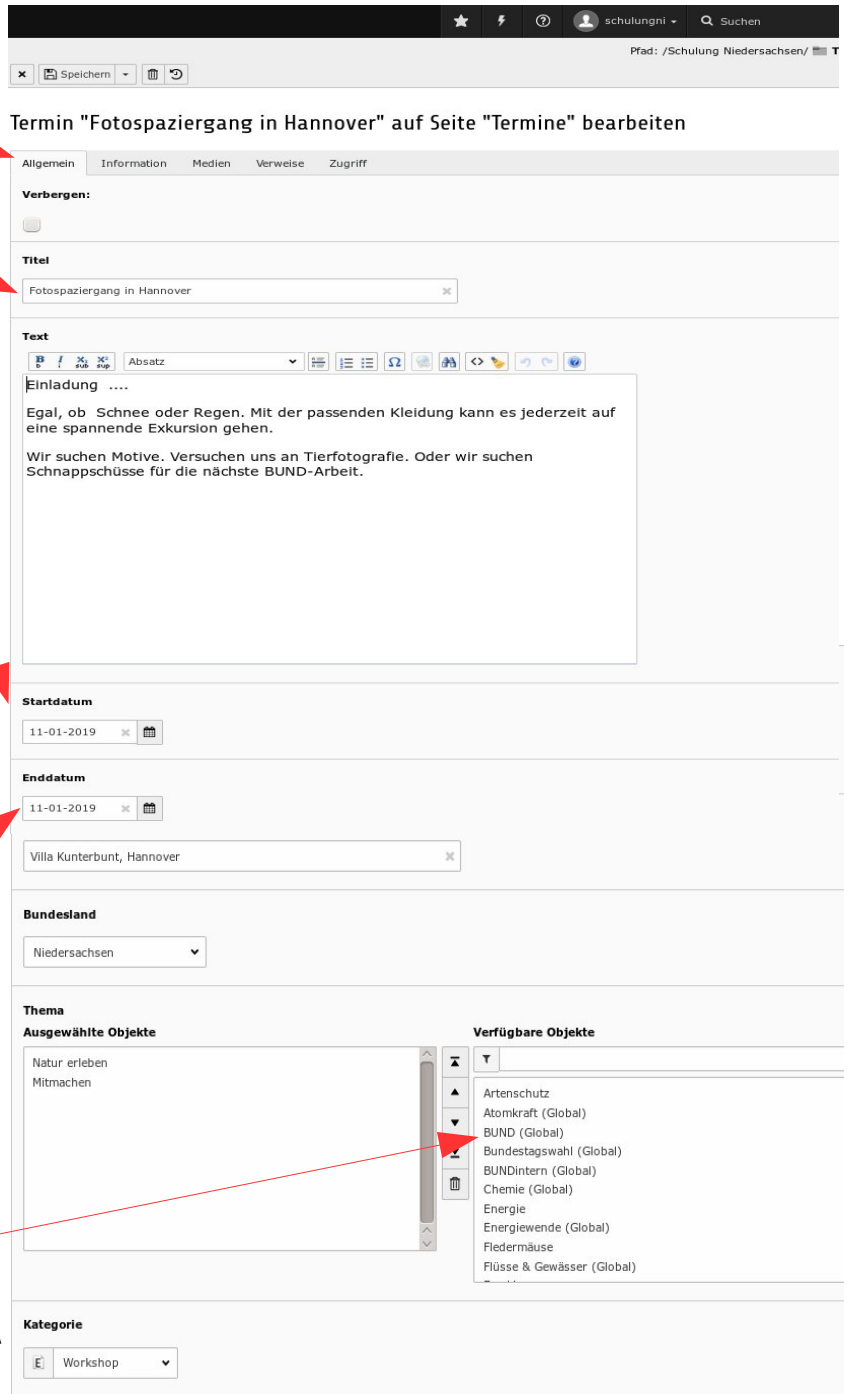 schulungni
Suchen
Pfad: /Schulung Niedersachsen/
Speichern
Termin "Fotospaziergang in Hannover" auf Seite "Termine" bearbeiten
Allgemein Information Medien Verweise Zugriff
Verbergen:
Titel
Fotospaziergang in Hannover
Text
Absatz
Einladung ....
Egal, ob Schnee oder Regen. Mit der passenden Kleidung kann es jederzeit auf
eine spannende Exkursion gehen.
Wir suchen Motive. Versuchen uns an Tierfotografie. Oder wir suchen
Schnappschüsse für die nächste BUND-Arbeit.
Startdatum
11-01-2019
Enddatum
11-01-2019
Villa Kunterbunt, Hannover
Bundesland
Niedersachsen
Thema
Ausgewählte Objekte
Natur erleben
Mitmachen
Verfügbare Objekte
Artenschutz
Atomkraft (Global)
BUND (Global)
Bundestagswahl (Global)
BUNDintern (Global)
Chemie (Global)
Energie
Energiewende (Global)
Fledermäuse
Flüsse & Gewässer (Global)
Kategorie
E Workshop